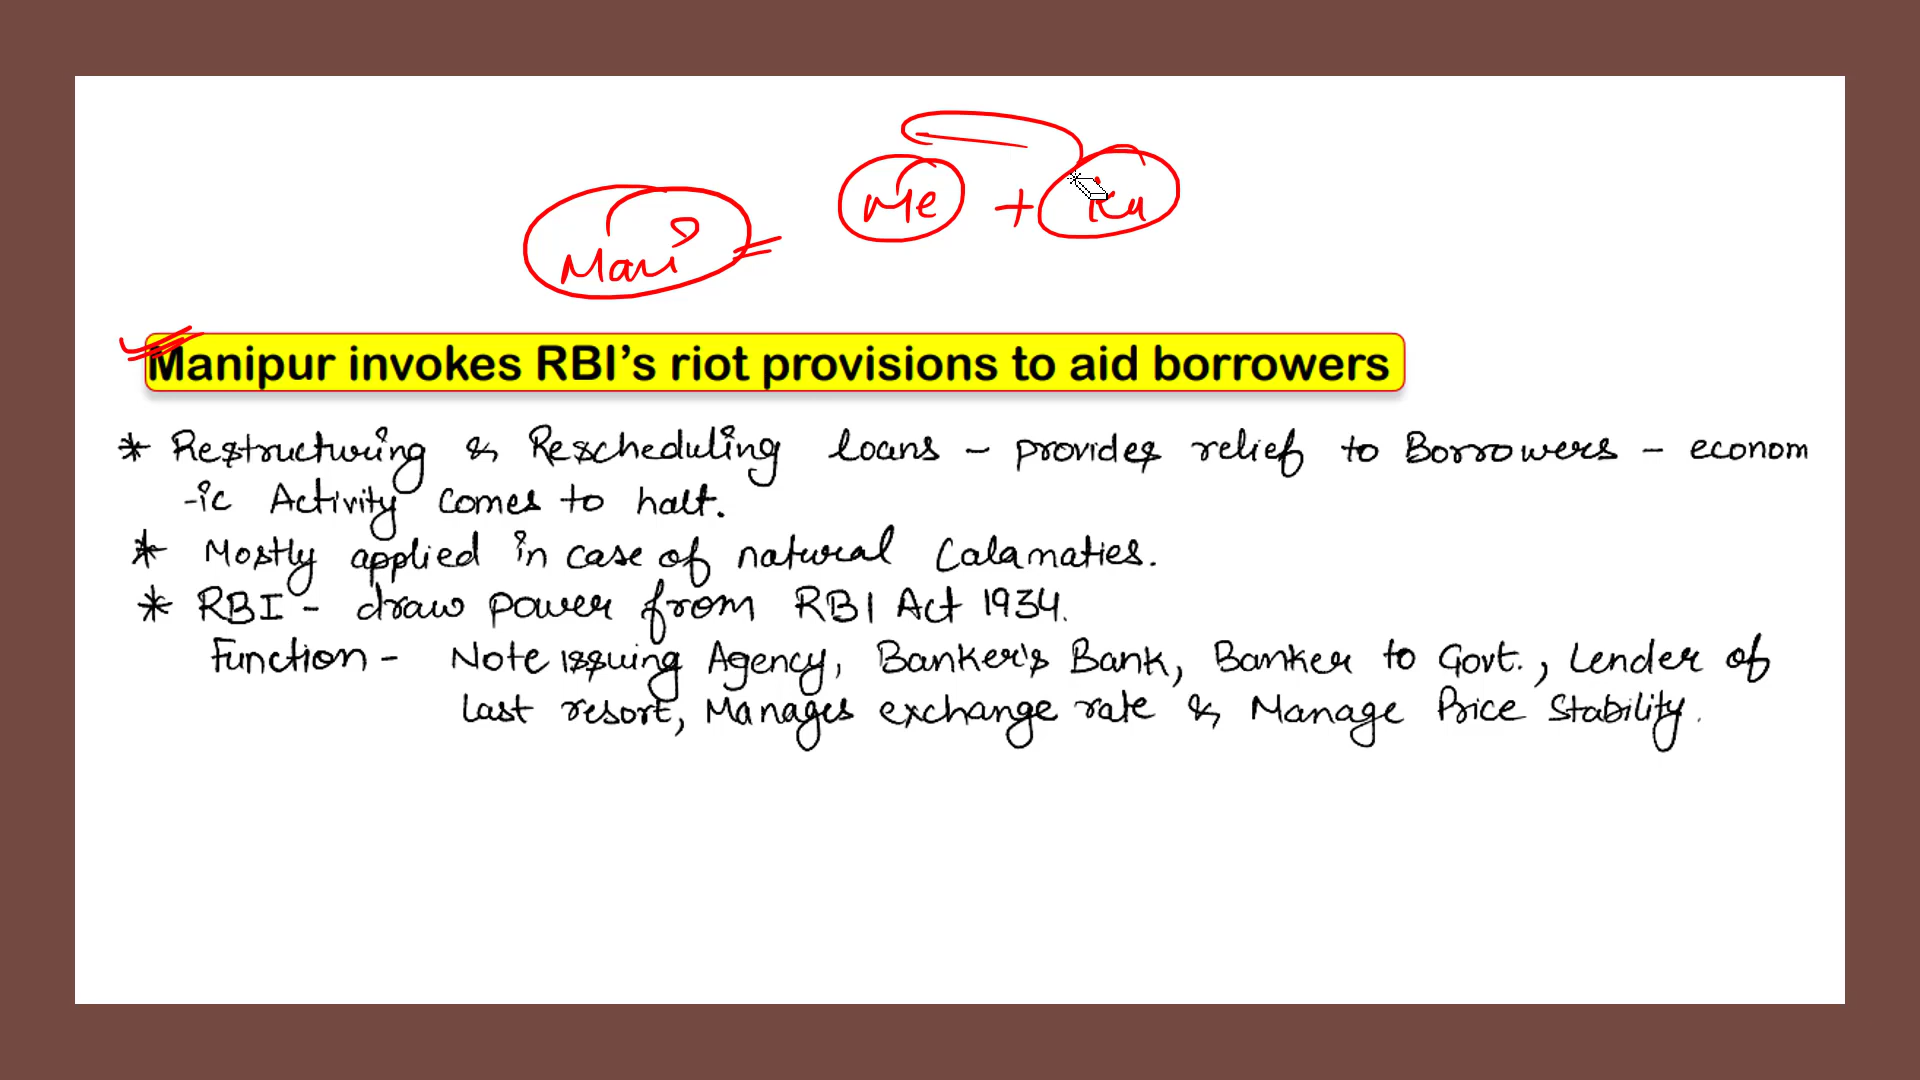 Me + Ku
Mani =
Manipur invokes RBI's riot provisions to aid borrowers
* Restructuring & Rescheduling loans - provides relief to Borrowers - econom
-ic Activity comes to halt.
* Mostly applied in case of natural Calamaties.
* RBI - draw power from RBI Act 1934.
Function - Note issuing Agency, Banker's Bank, Banker to Govt., Lender of
last resort, Manages exchange rate & Manage Price Stability.